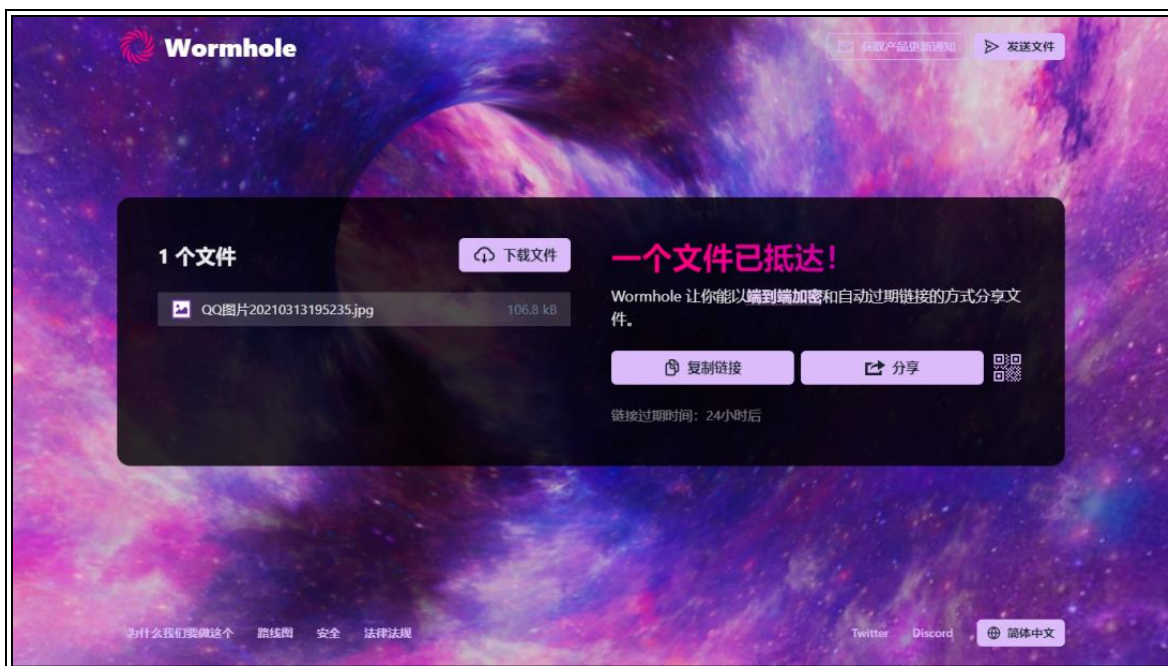 Wormhole
获取产品更新通知
发送文件
1 个文件
下载文件
QQ图片20210313195235.jpg
106.8 kB
一个文件已抵达！
Wormhole 让你能以端到端加密和自动过期链接的方式分享文
件。
复制链接
分享
链接过期时间：24小时后
为什么我们要做这个
路线图
安全
法律法规
Twitter
Discord
简体中文